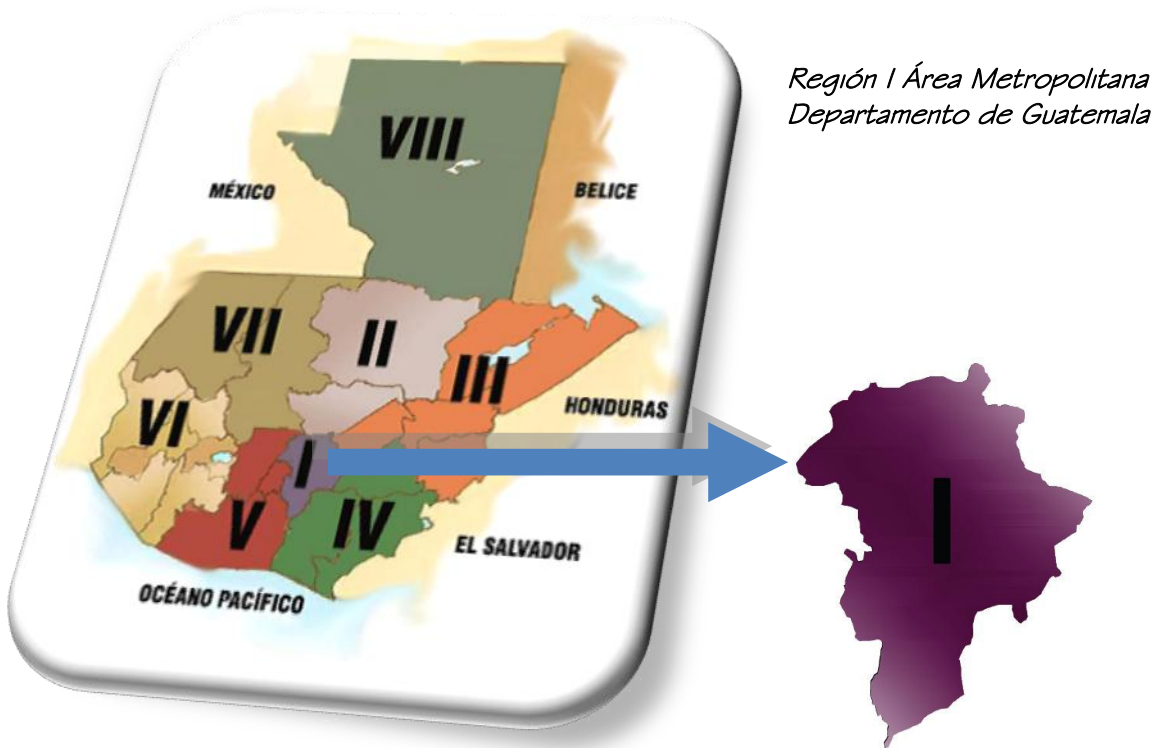 Región I Área Metropolitana
Departamento de Guatemala
VIII
MÉXICO
BELICE
VII
II
III
HONDURAS
VI
I
V
IV
EL SALVADOR
OCÉANO PACÍFICO
I